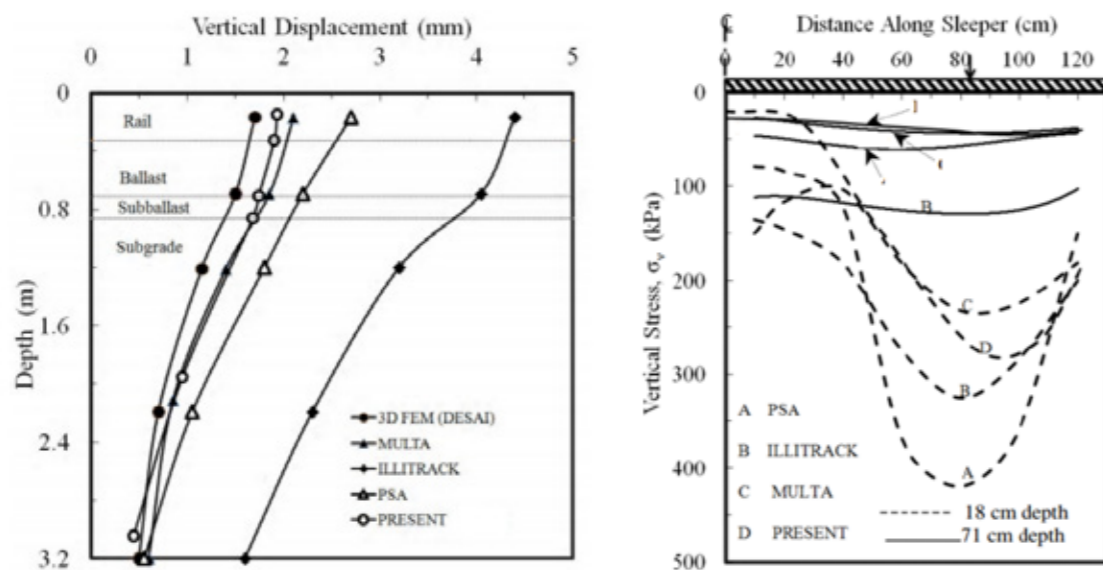 Vertical Displacement (mm)
0 1 2 3 4 5
0
0.8
1.6
2.4
3.2
Depth (m)
Rail
Ballast
Subballast
Subgrade
3D FEM (DESAI)
MULTA
ILLITRACK
PSA
PRESENT
℄ Distance Along Sleeper (cm)
0 20 40 60 80 100 120
0
100
200
300
400
500
Vertical Stress, σv (kPa)
B
C
D
B
A
A PSA
B ILLITRACK
C MULTA
D PRESENT
18 cm depth
71 cm depth